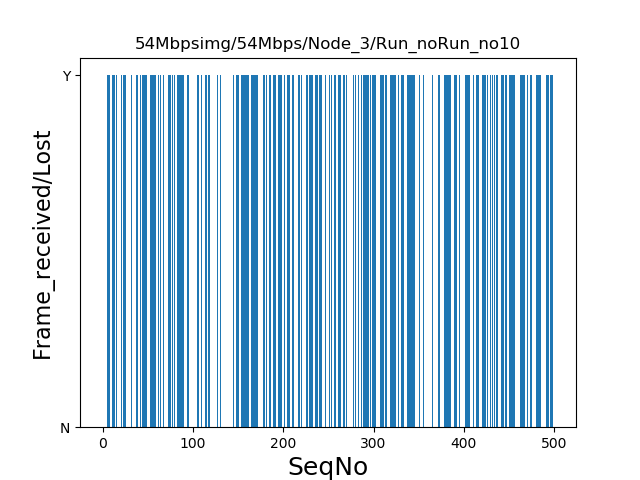 54Mbpsimg/54Mbps/Node_3/Run_noRun_no10
Y
Frame_received/Lost
N
0 100 200 300 400 500
SeqNo